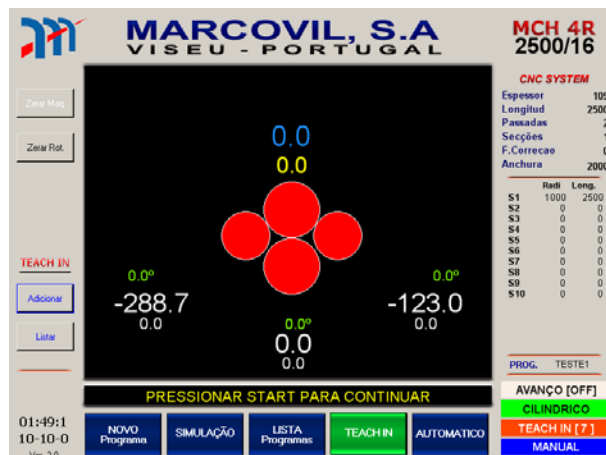 MARCOVIL, S.A
VISEU - PORTUGAL
MCH 4R
2500/16
Zerar Maq.
Zerar Rot.
TEACH IN
Adicionar
Listar
0.0
0.0
0.0º
-288.7
0.0
0.0º
0.0
0.0
0.0º
-123.0
0.0
CNC SYSTEM
Espessor 109
Longitud 2500
Passadas 2
Secções 1
F.Correcao 0
Anchura 2000
Radi Long.
S1 1000 2500
S2 0 0
S3 0 0
S4 0 0
S5 0 0
S6 0 0
S7 0 0
S8 0 0
S9 0 0
S10 0 0
PROG. TESTE1
PRESSIONAR START PARA CONTINUAR
AVANÇO [OFF]
CILINDRICO
TEACH IN [ 7 ]
MANUAL
01:49:1
10-10-0
NOVO
Programa
SIMULAÇÃO
LISTA
Programas
TEACH IN
AUTOMATICO